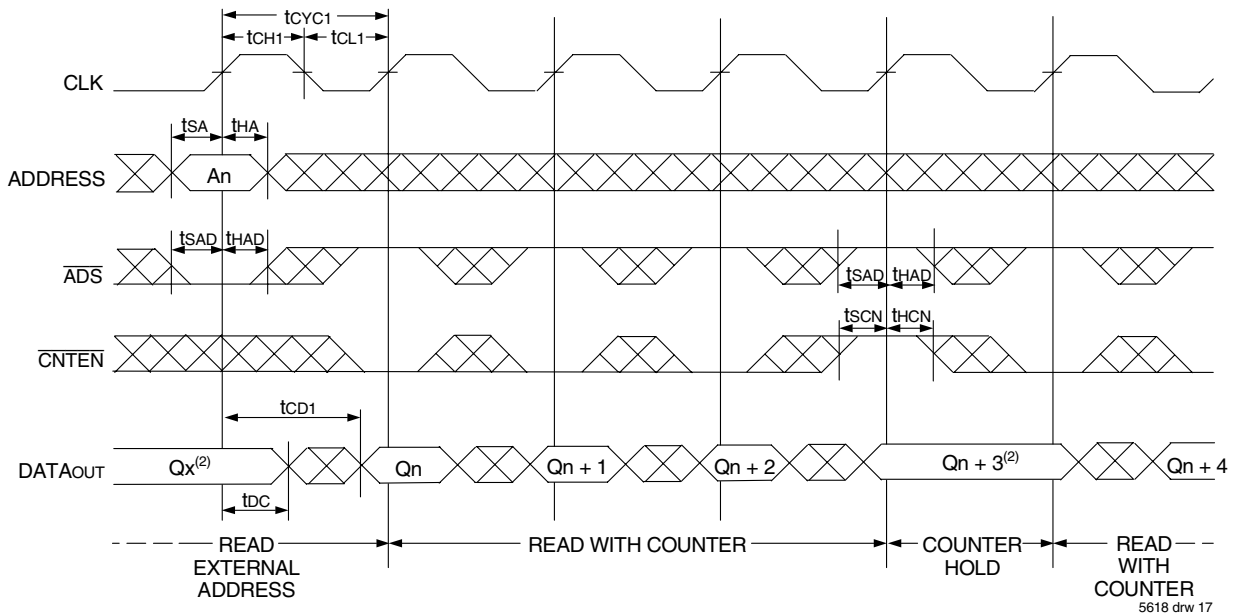 tCYC1
tCH1 tCL1
CLK
tSA tHA
ADDRESS An
tSAD tHAD
ADS
tSAD tHAD
tSCN tHCN
CNTEN
tCD1
DATAOUT Qx(2) Qn Qn + 1 Qn + 2 Qn + 3(2) Qn + 4
tDC
READ EXTERNAL ADDRESS
READ WITH COUNTER
COUNTER HOLD
READ WITH COUNTER
5618 drw 17